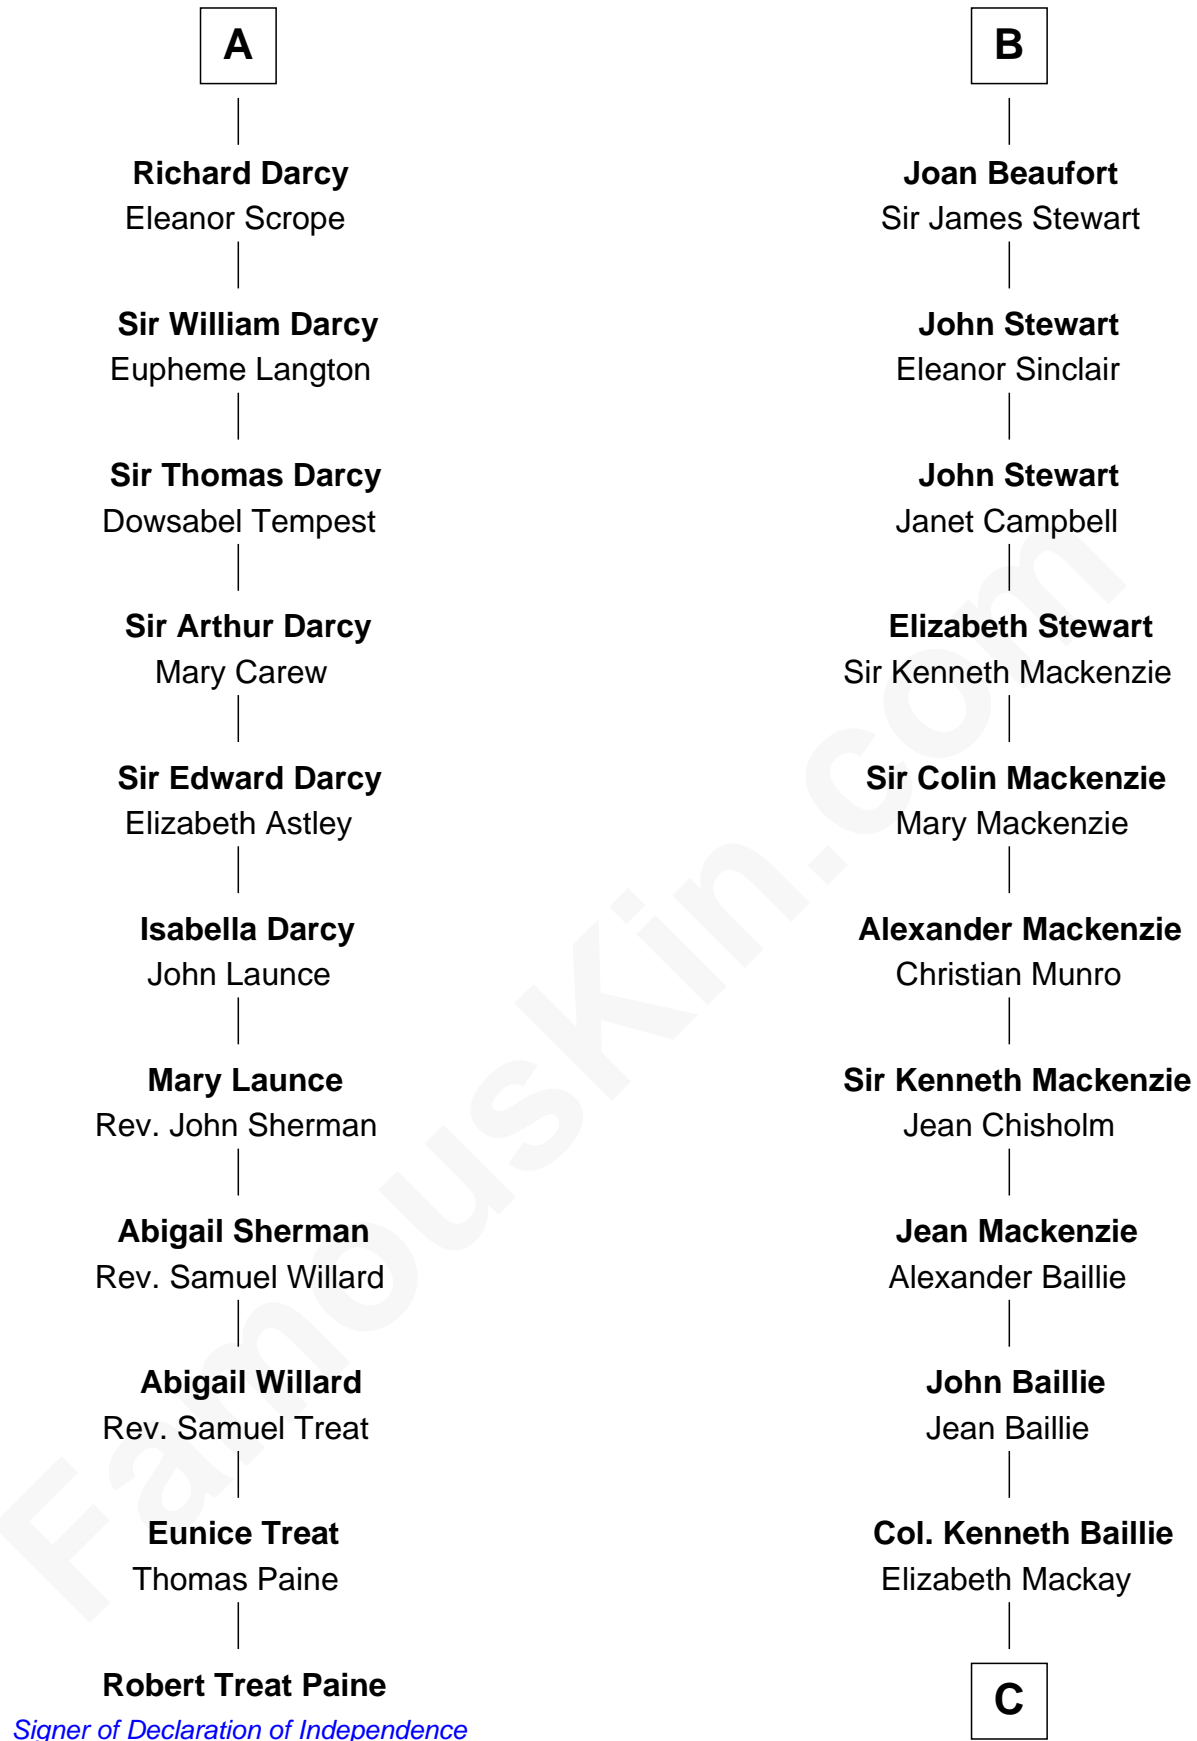 A
Richard Darcy
Eleanor Scrope
Sir William Darcy
Eupheme Langton
Sir Thomas Darcy
Dowsabel Tempest
Sir Arthur Darcy
Mary Carew
Sir Edward Darcy
Elizabeth Astley
Isabella Darcy
John Launce
Mary Launce
Rev. John Sherman
Abigail Sherman
Rev. Samuel Willard
Abigail Willard
Rev. Samuel Treat
Eunice Treat
Thomas Paine
Robert Treat Paine
Signer of Declaration of Independence
B
Joan Beaufort
Sir James Stewart
John Stewart
Eleanor Sinclair
John Stewart
Janet Campbell
Elizabeth Stewart
Sir Kenneth Mackenzie
Sir Colin Mackenzie
Mary Mackenzie
Alexander Mackenzie
Christian Munro
Sir Kenneth Mackenzie
Jean Chisholm
Jean Mackenzie
Alexander Baillie
John Baillie
Jean Baillie
Col. Kenneth Baillie
Elizabeth Mackay
C
FamousKin.com